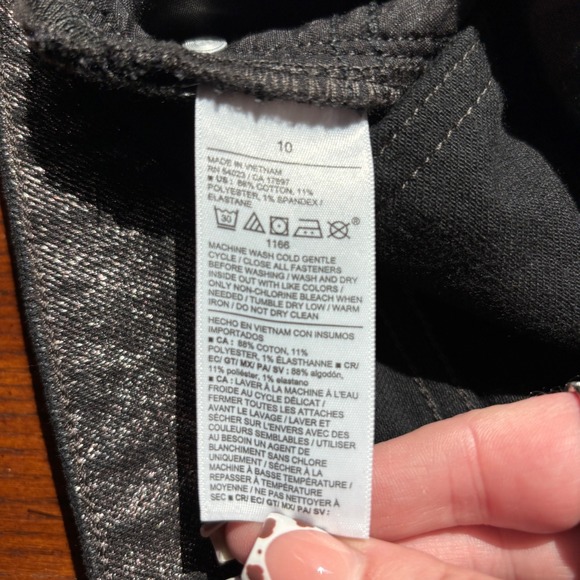 10
MADE IN VIETNAM
RN 54023 / CA 17897
■ US : 88% COTTON, 11%
POLYESTER, 1% SPANDEX /
ELASTANE
30
1166
MACHINE WASH COLD GENTLE
CYCLE / CLOSE ALL FASTENERS
BEFORE WASHING / WASH AND DRY
INSIDE OUT WITH LIKE COLORS /
ONLY NON-CHLORINE BLEACH WHEN
NEEDED / TUMBLE DRY LOW / WARM
IRON / DO NOT DRY CLEAN
HECHO EN VIETNAM CON INSUMOS
IMPORTADOS
■ CA : 88% COTON, 11%
POLYESTER, 1% ÉLASTHANNE ■ CR/
EC/ GT/ MX/ PA/ SV : 88% algodón,
11% poliéster, 1% elastano
■ CA : LAVER À LA MACHINE À L'EAU
FROIDE AU CYCLE DÉLICAT /
FERMER TOUTES LES ATTACHES
AVANT LE LAVAGE / LAVER ET
SÉCHER SUR L'ENVERS AVEC DES
COULEURS SEMBLABLES / UTILISER
AU BESOIN UN AGENT DE
BLANCHIMENT SANS CHLORE
UNIQUEMENT / SÉCHER À LA
MACHINE À BASSE TEMPÉRATURE /
REPASSER À TEMPÉRATURE
MOYENNE / NE PAS NETTOYER À
SEC ■ CR/ EC/ GT/ MX/ PA/ SV :